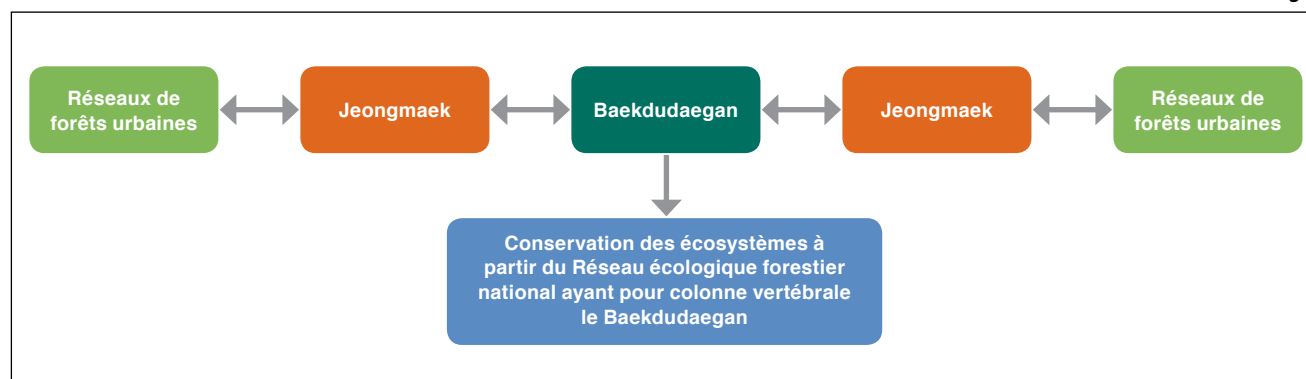 Réseaux de
forêts urbaines
Jeongmaek
Baekdudaegan
Jeongmaek
Réseaux de
forêts urbaines
Conservation des écosystèmes à
partir du Réseau écologique forestier
national ayant pour colonne vertébrale
le Baekdudaegan